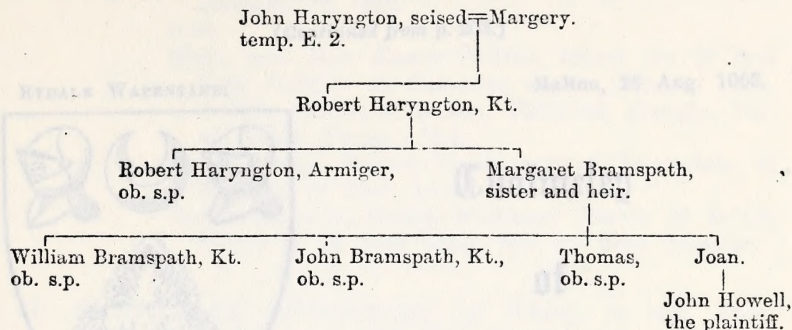 John Haryngton, seised=Margery.
temp. E. 2.
Robert Haryngton, Kt.
Robert Haryngton, Armiger,
ob. s.p.
Margaret Bramspath,
sister and heir.
William Bramspath, Kt.
ob. s.p.
John Bramspath, Kt.,
ob. s.p.
Thomas,
ob. s.p.
Joan.
John Howell,
the plaintiff.